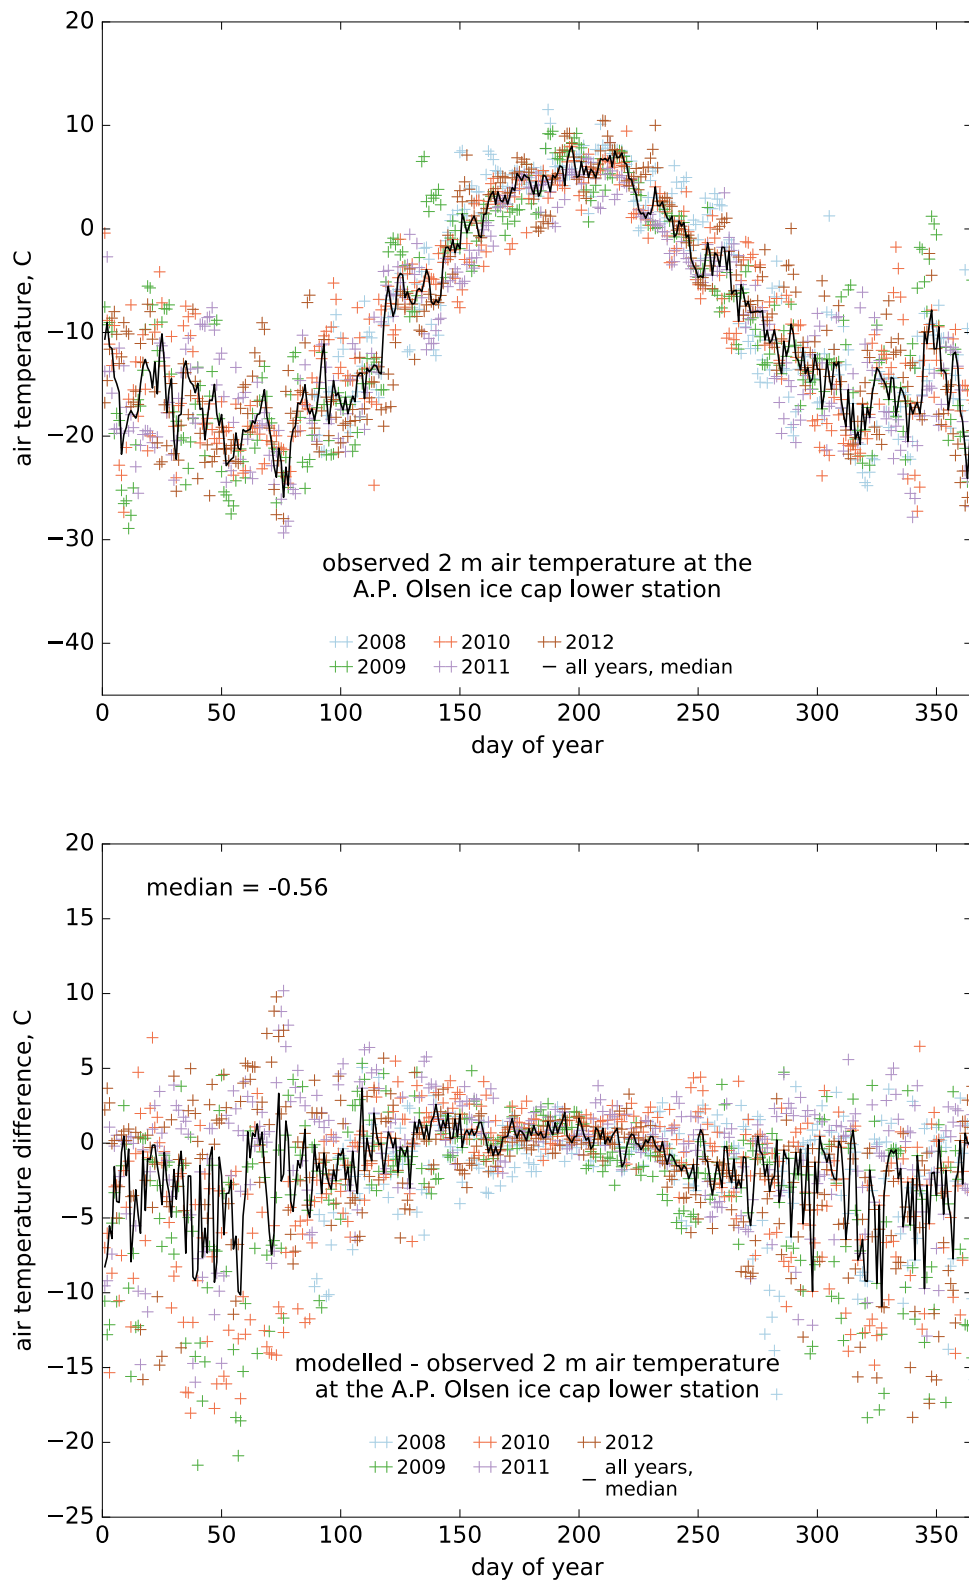 20
10
0
−10
−20
−30
−40
air temperature, C
observed 2 m air temperature at the
A.P. Olsen ice cap lower station
2008 2010 2012
2009 2011 all years, median
0 50 100 150 200 250 300 350
day of year
20
15
10
5
0
−5
−10
−15
−20
−25
air temperature difference, C
median = -0.56
modelled - observed 2 m air temperature
at the A.P. Olsen ice cap lower station
2008 2010 2012
2009 2011 all years,
median
0 50 100 150 200 250 300 350
day of year